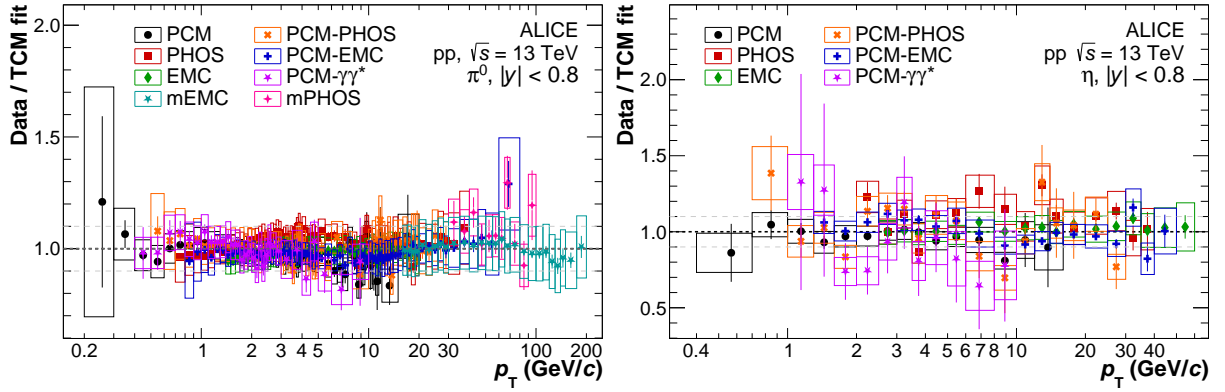 Data / TCM fit
2.0
1.5
1.0
PCM
PHOS
EMC
mEMC
PCM-PHOS
PCM-EMC
PCM-γγ*
mPHOS
ALICE
pp, √s = 13 TeV
π⁰, |y| < 0.8
0.2 1 2 3 4 5 10 20 30 100 200
p_T (GeV/c)
Data / TCM fit
2.0
1.5
1.0
0.5
PCM
PHOS
EMC
PCM-PHOS
PCM-EMC
PCM-γγ*
ALICE
pp √s = 13 TeV
η, |y| < 0.8
0.4 1 2 3 4 5 6 7 8 10 20 30 40
p_T (GeV/c)